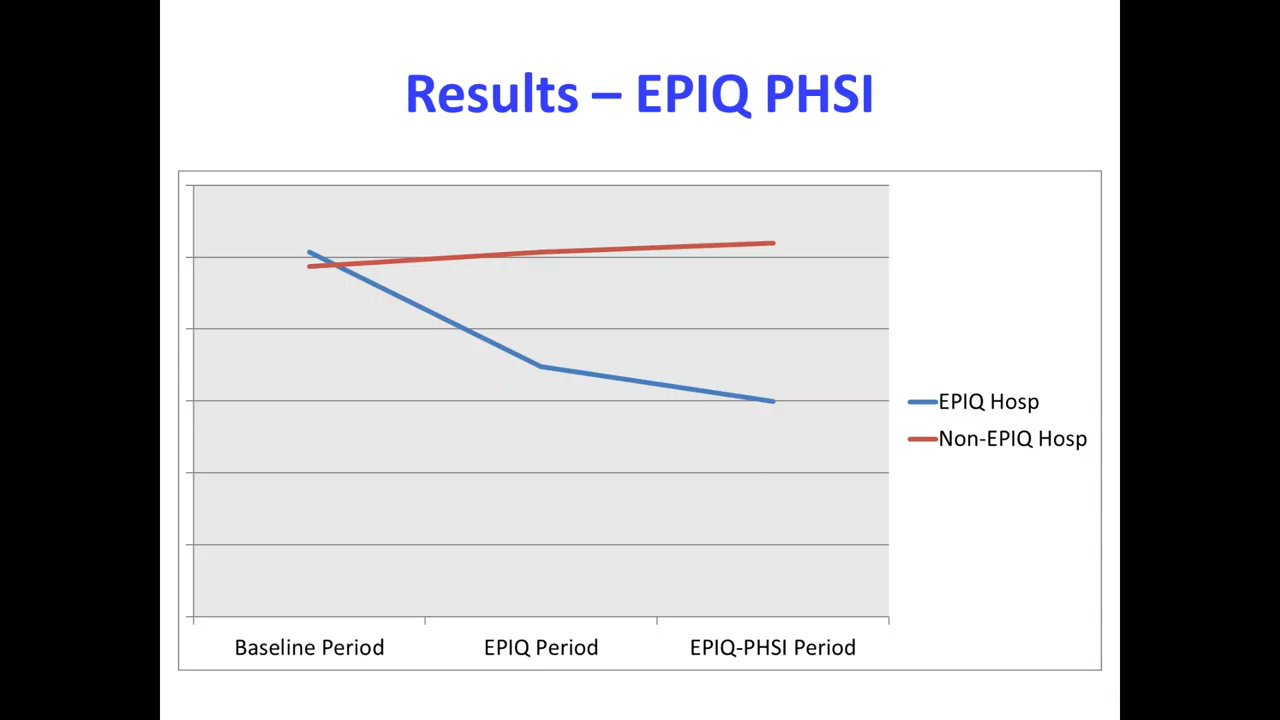 Results – EPIQ PHSI
EPIQ Hosp
Non-EPIQ Hosp
Baseline Period
EPIQ Period
EPIQ-PHSI Period